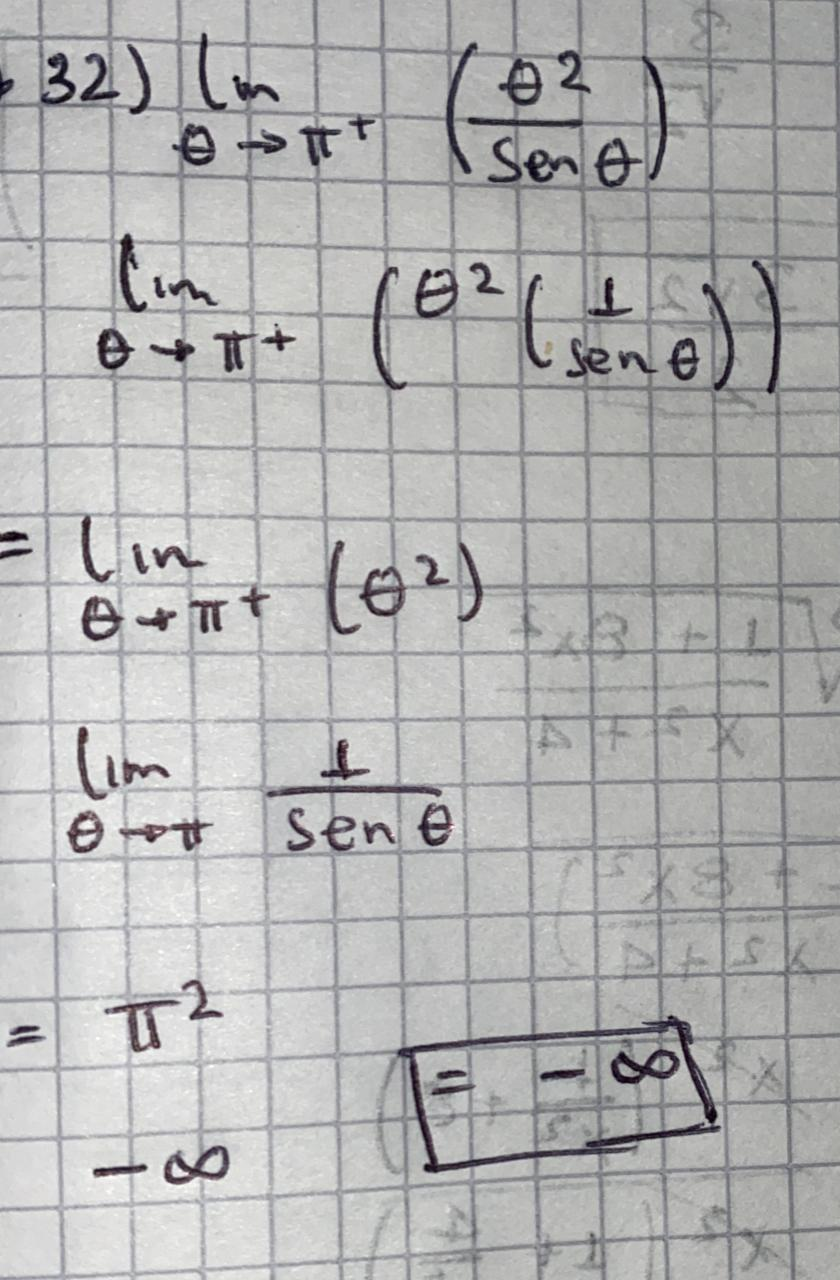 32) lim θ→π⁺ (θ²/sen θ)
lim θ→π⁺ (θ² (1/sen θ))
= lim θ→π⁺ (θ²)
lim θ→π 1/sen θ
= π²
= -∞
-∞